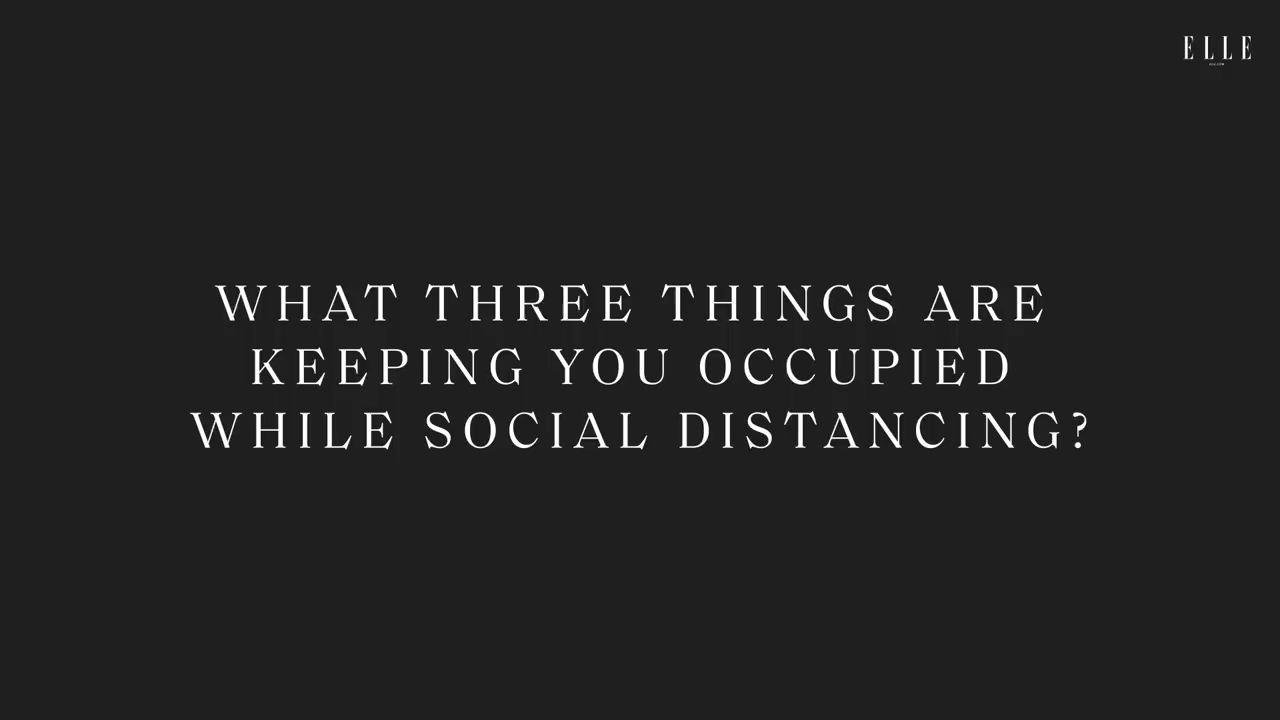 ELLE
WHAT THREE THINGS ARE
KEEPING YOU OCCUPIED
WHILE SOCIAL DISTANCING?